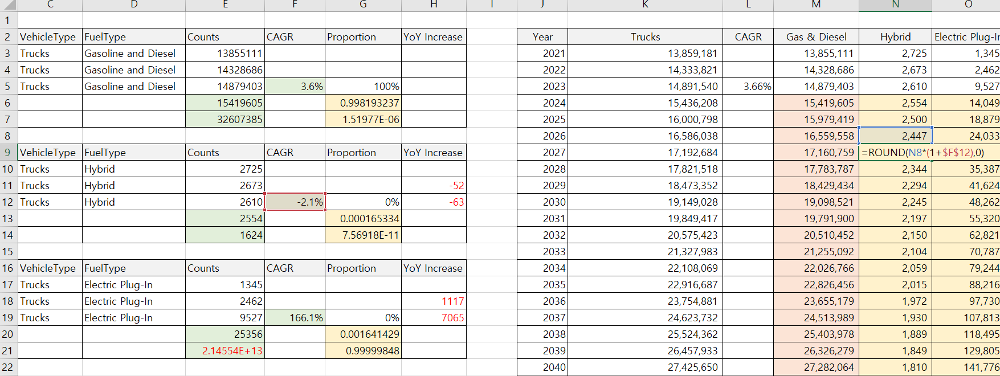 C D E F G H I J K L M N O
1
2 VehicleType FuelType Counts CAGR Proportion YoY Increase Year Trucks CAGR Gas & Diesel Hybrid Electric Plug-In
3 Trucks Gasoline and Diesel 13855111 2021 13,859,181 13,855,111 2,725 1,345
4 Trucks Gasoline and Diesel 14328686 2022 14,333,821 14,328,686 2,673 2,462
5 Trucks Gasoline and Diesel 14879403 3.6% 100% 2023 14,891,540 3.66% 14,879,403 2,610 9,527
6 15419605 0.998193237 2024 15,436,208 15,419,605 2,554 14,049
7 32607385 1.51977E-06 2025 16,000,798 15,979,419 2,500 18,879
8 2026 16,586,038 16,559,558 2,447 24,033
9 VehicleType FuelType Counts CAGR Proportion YoY Increase 2027 17,192,684 17,160,759 =ROUND(N8*(1+$F$12),0)
10 Trucks Hybrid 2725 2028 17,821,518 17,783,787 2,344 35,387
11 Trucks Hybrid 2673 -52 2029 18,473,352 18,429,434 2,294 41,624
12 Trucks Hybrid 2610 -2.1% 0% -63 2030 19,149,028 19,098,521 2,245 48,262
13 2554 0.000165334 2031 19,849,417 19,791,900 2,197 55,320
14 1624 7.56918E-11 2032 20,575,423 20,510,452 2,150 62,821
15 2033 21,327,983 21,255,092 2,104 70,787
16 VehicleType FuelType Counts CAGR Proportion YoY Increase 2034 22,108,069 22,026,766 2,059 79,244
17 Trucks Electric Plug-In 1345 2035 22,916,687 22,826,456 2,015 88,216
18 Trucks Electric Plug-In 2462 1117 2036 23,754,881 23,655,179 1,972 97,730
19 Trucks Electric Plug-In 9527 166.1% 0% 7065 2037 24,623,732 24,513,989 1,930 107,813
20 25356 0.001641429 2038 25,524,362 25,403,978 1,889 118,495
21 2.14554E+13 0.99999848 2039 26,457,933 26,326,279 1,849 129,805
22 2040 27,425,650 27,282,064 1,810 141,776